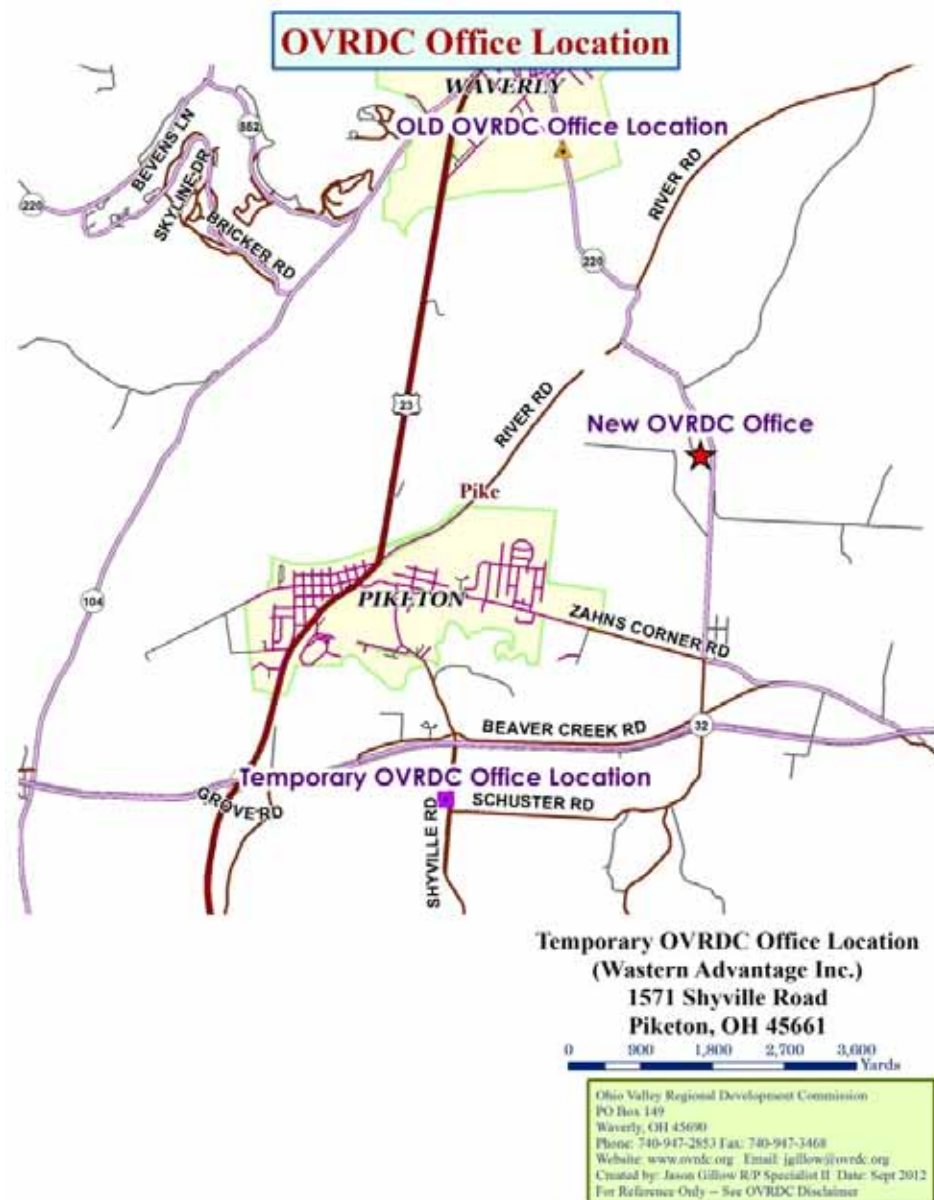 OVRDC Office Location
WAVERLY
OLD OVRDC Office Location
BEVENS LN
552
RIVER RD
SKYLINE DR
220
BRICKER RD
220
23
RIVER RD
New OVRDC Office
Pike
PIKETON
104
ZAHNS CORNER RD
BEAVER CREEK RD
32
Temporary OVRDC Office Location
GROVE RD
SCHUSTER RD
SHYVILLE RD
Temporary OVRDC Office Location
(Wastern Advantage Inc.)
1571 Shyville Road
Piketon, OH 45661
0 900 1,800 2,700 3,600
Yards
Ohio Valley Regional Development Commission
PO Box 149
Waverly, OH 45690
Phone: 740-947-2853 Fax: 740-947-3468
Website: www.ovrdc.org Email: jgillow@ovrdc.org
Created by: Jason Gillow R/P Specialist II Date: Sept 2012
For Reference Only -- See OVRDC Disclaimer